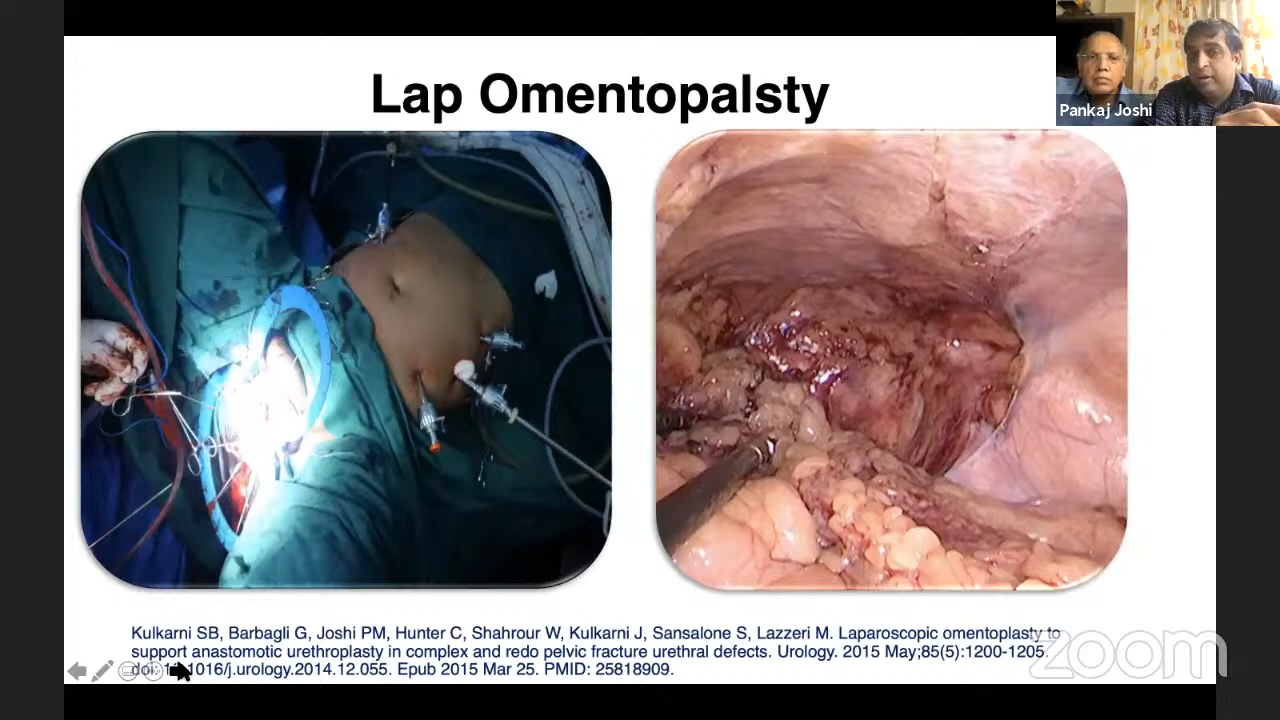 Lap Omentopalsty
Pankaj Joshi
Kulkarni SB, Barbagli G, Joshi PM, Hunter C, Shahrour W, Kulkarni J, Sansalone S, Lazzeri M. Laparoscopic omentoplasty to
support anastomotic urethroplasty in complex and redo pelvic fracture urethral defects. Urology. 2015 May;85(5):1200-1205.
1016/j.urology.2014.12.055. Epub 2015 Mar 25. PMID: 25818909.
zoom